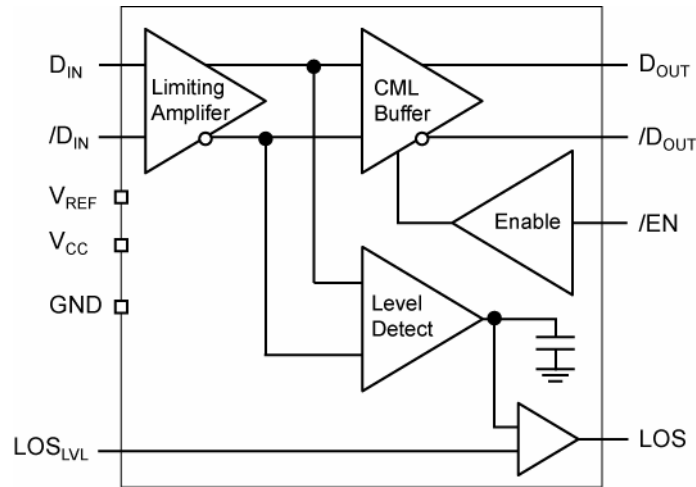 D_IN
Limiting
Amplifer
CML
Buffer
D_OUT
/D_IN
/D_OUT
V_REF
Enable
/EN
V_CC
GND
Level
Detect
LOS_LVL
LOS